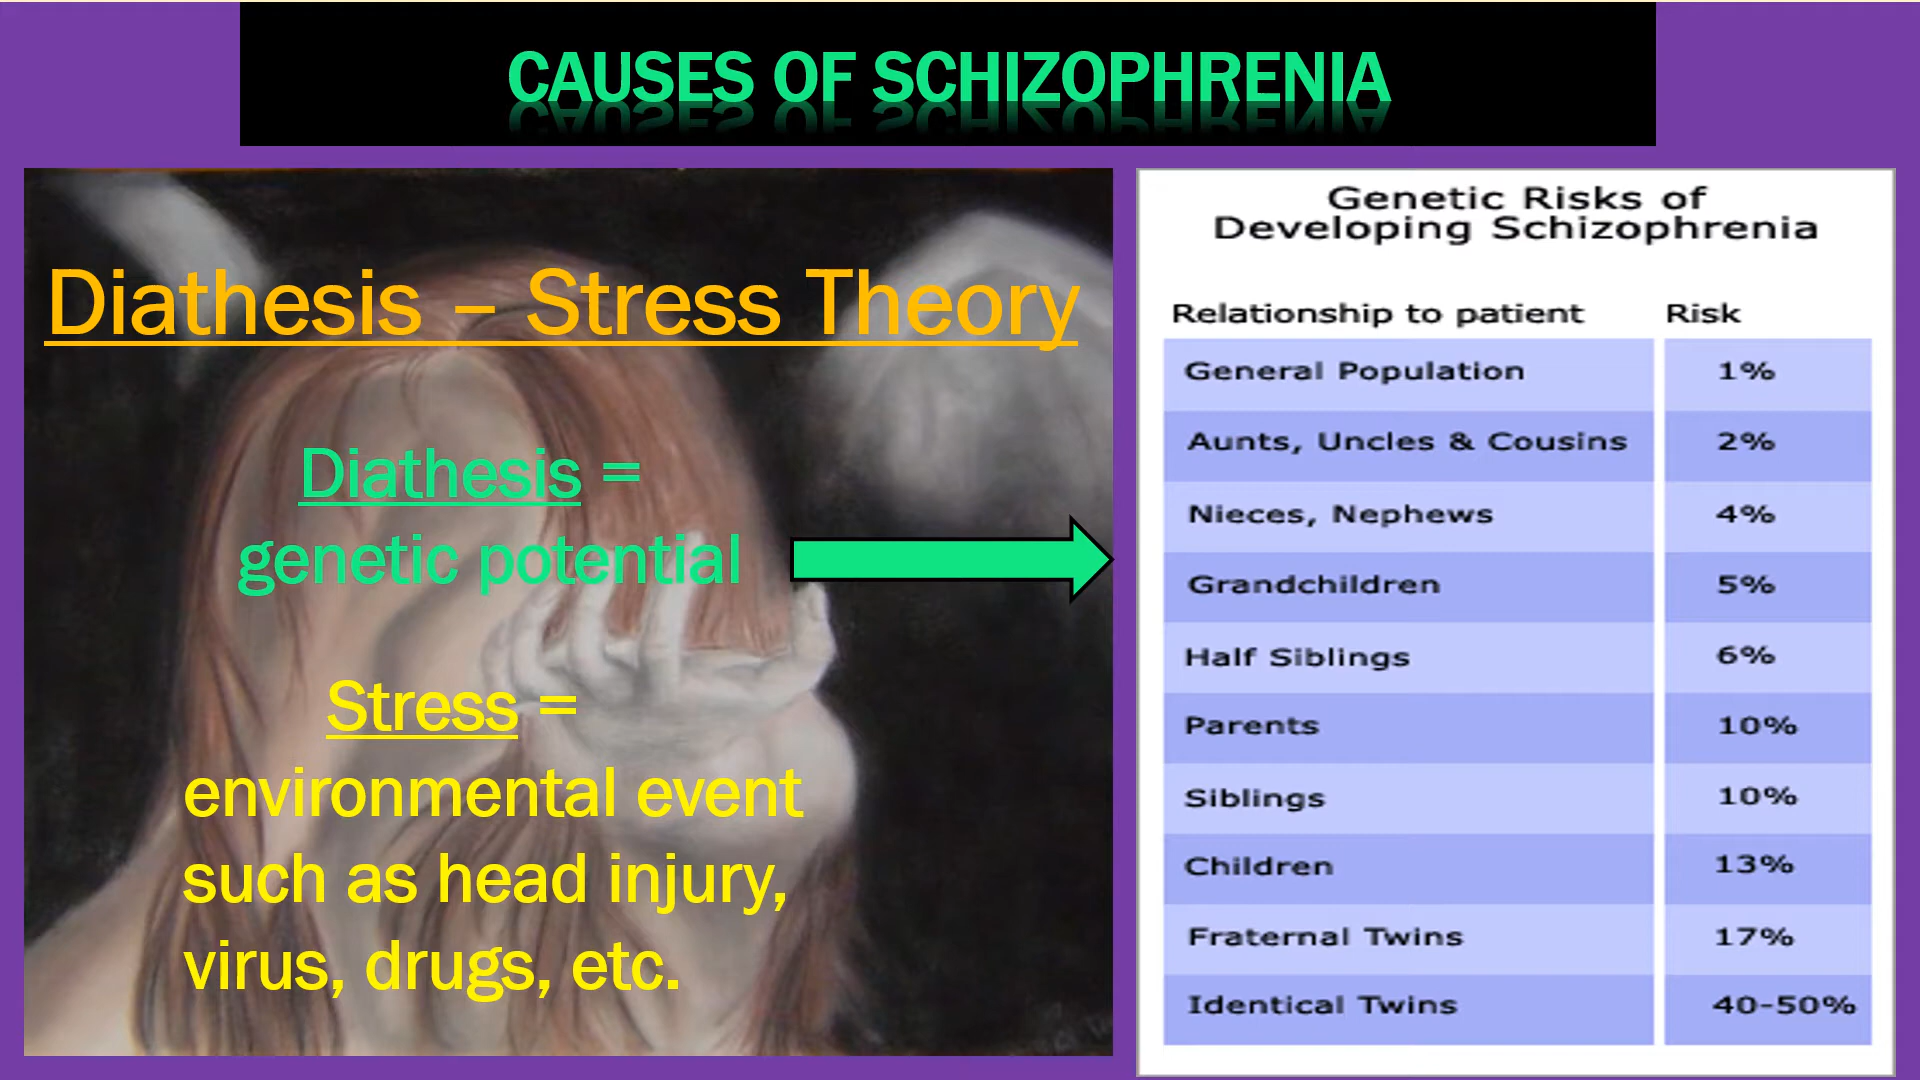 CAUSES OF SCHIZOPHRENIA
Diathesis – Stress Theory
Diathesis =
genetic potential
Stress =
environmental event
such as head injury,
virus, drugs, etc.
Genetic Risks of
Developing Schizophrenia
Relationship to patient Risk
General Population 1%
Aunts, Uncles & Cousins 2%
Nieces, Nephews 4%
Grandchildren 5%
Half Siblings 6%
Parents 10%
Siblings 10%
Children 13%
Fraternal Twins 17%
Identical Twins 40-50%